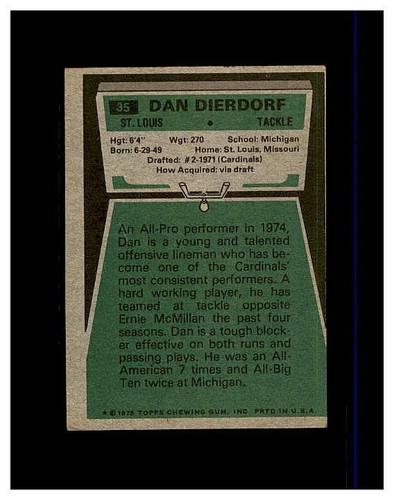 35 DAN DIERDORF
ST. LOUIS • TACKLE
Hgt: 6'4" Wgt: 270 School: Michigan
Born: 6-29-49 Home: St. Louis, Missouri
Drafted: #2-1971 (Cardinals)
How Acquired: via draft
An All-Pro performer in 1974,
Dan is a young and talented
offensive lineman who has be-
come one of the Cardinals'
most consistent performers. A
hard working player, he has
teamed at tackle opposite
Ernie McMillan the past four
seasons. Dan is a tough block-
er effective on both runs and
passing plays. He was an All-
American 7 times and All-Big
Ten twice at Michigan.
* © 1975 TOPPS CHEWING GUM, INC. PRTD IN U.S.A.